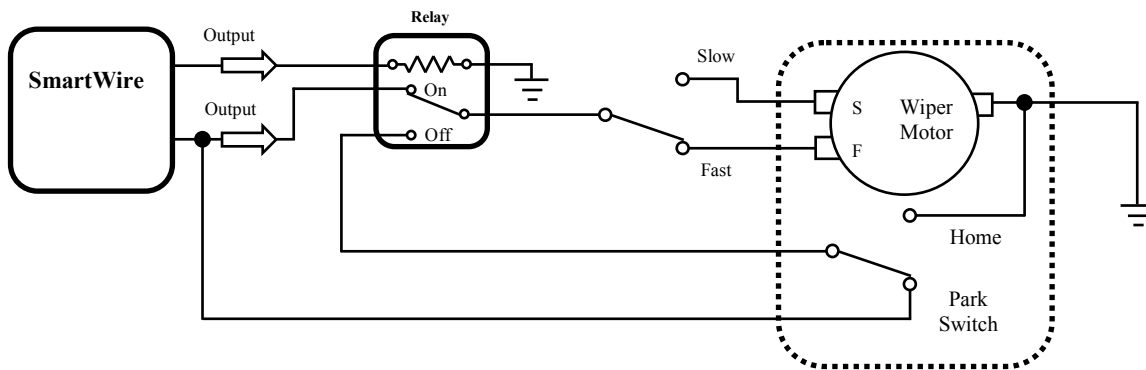 Relay
Output
SmartWire
Output
On
Off
Slow
Fast
S
F
Wiper
Motor
Home
Park
Switch